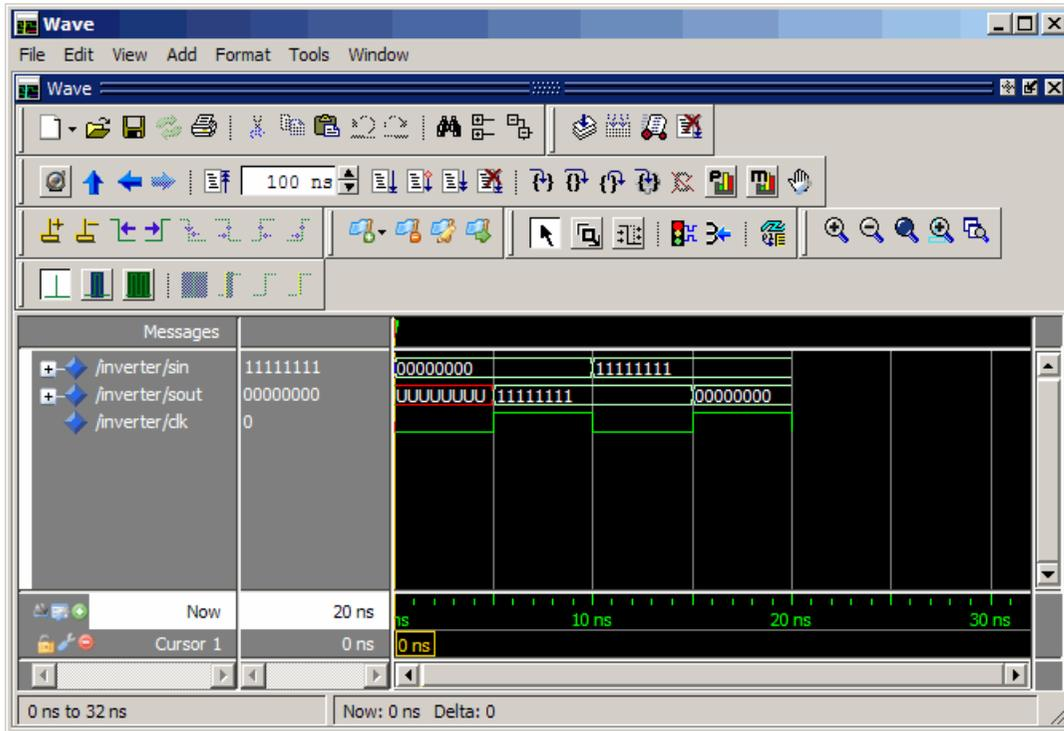 Wave
File Edit View Add Format Tools Window
Wave
100 ns
Messages
/inverter/sin 11111111 00000000 11111111
/inverter/sout 00000000 UUUUUUUU 11111111 00000000
/inverter/clk 0
Now 20 ns ns 10 ns 20 ns 30 ns
Cursor 1 0 ns 0 ns
0 ns to 32 ns Now: 0 ns Delta: 0